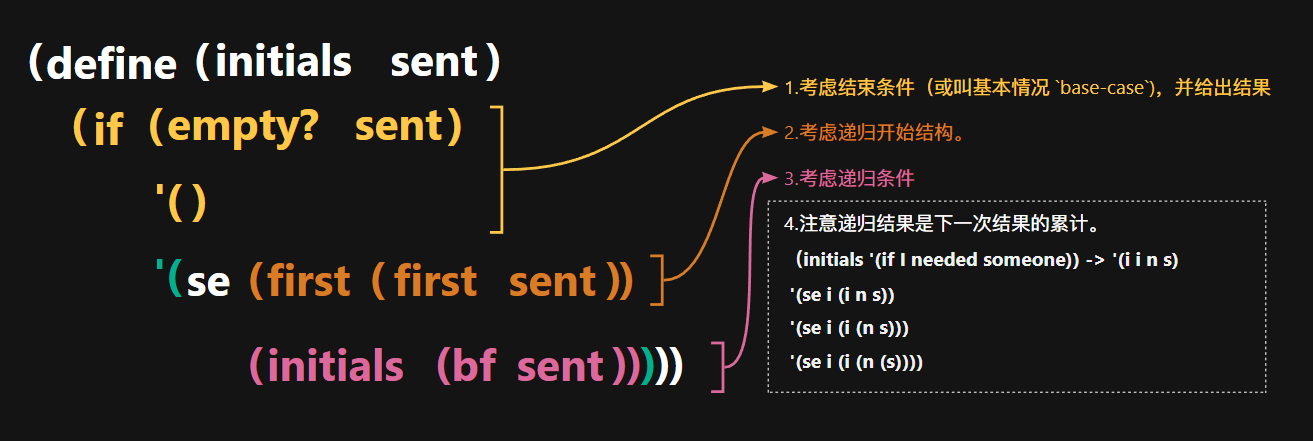 (define (initials sent)
(if (empty? sent)
'()
'(se (first (first sent))
(initials (bf sent)))))
1.考虑结束条件（或叫基本情况 `base-case`)，并给出结果
2.考虑递归开始结构。
3.考虑递归条件
4.注意递归结果是下一次结果的累计。
(initials '(if I needed someone)) -> '(i i n s)
'(se i (i n s))
'(se i (i (n s)))
'(se i (i (n (s))))